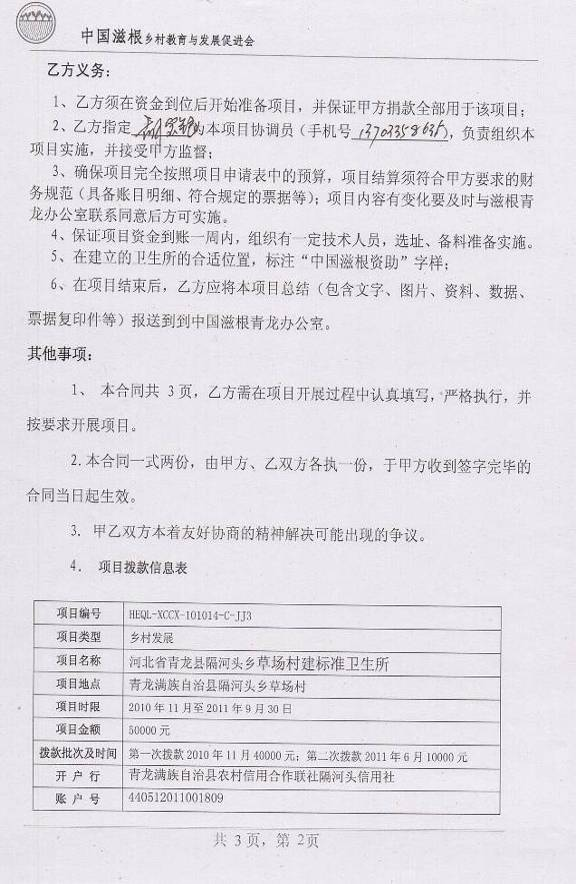 中国滋根乡村教育与发展促进会
乙方义务：
1、乙方须在资金到位后开始准备项目，并保证甲方捐款全部用于该项目；
2、乙方指定 为本项目协调员（手机号 ），负责组织本
项目实施，并接受甲方监督；
3、确保项目完全按照项目申请表中的预算，项目结算须符合甲方要求的财
务规范（具备账目明细、符合规定的票据等）；项目内容有变化要及时与滋根青
龙办公室联系同意后方可实施。
4、保证项目资金到账一周内，组织有一定技术人员，选址、备料准备实施。
5、在建立的卫生所的合适位置，标注“中国滋根资助”字样；
6、在项目结束后，乙方应将本项目总结（包含文字、图片、资料、数据、
票据复印件等）报送到到中国滋根青龙办公室。
其他事项：
1、 本合同共 3 页，乙方需在项目开展过程中认真填写，严格执行，并
按要求开展项目。
2.本合同一式两份，由甲方、乙双方各执一份，于甲方收到签字完毕的
合同当日起生效。
3. 甲乙双方本着友好协商的精神解决可能出现的争议。
4. 项目拨款信息表
项目编号 HEQL-XCCX-101014-C-JJ3
项目类型 乡村发展
项目名称 河北省青龙县隔河头乡草场村建标准卫生所
项目地点 青龙满族自治县隔河头乡草场村
项目时限 2010 年 11 月至 2011 年 9 月 30 日
项目金额 50000 元
拨款批次及时间 第一次拨款 2010 年 11 月 40000 元；第二次拨款 2011 年 6 月 10000 元
开 户 行 青龙满族自治县农村信用合作联社隔河头信用社
账 户 号 440512011001809
共 3 页，第 2 页